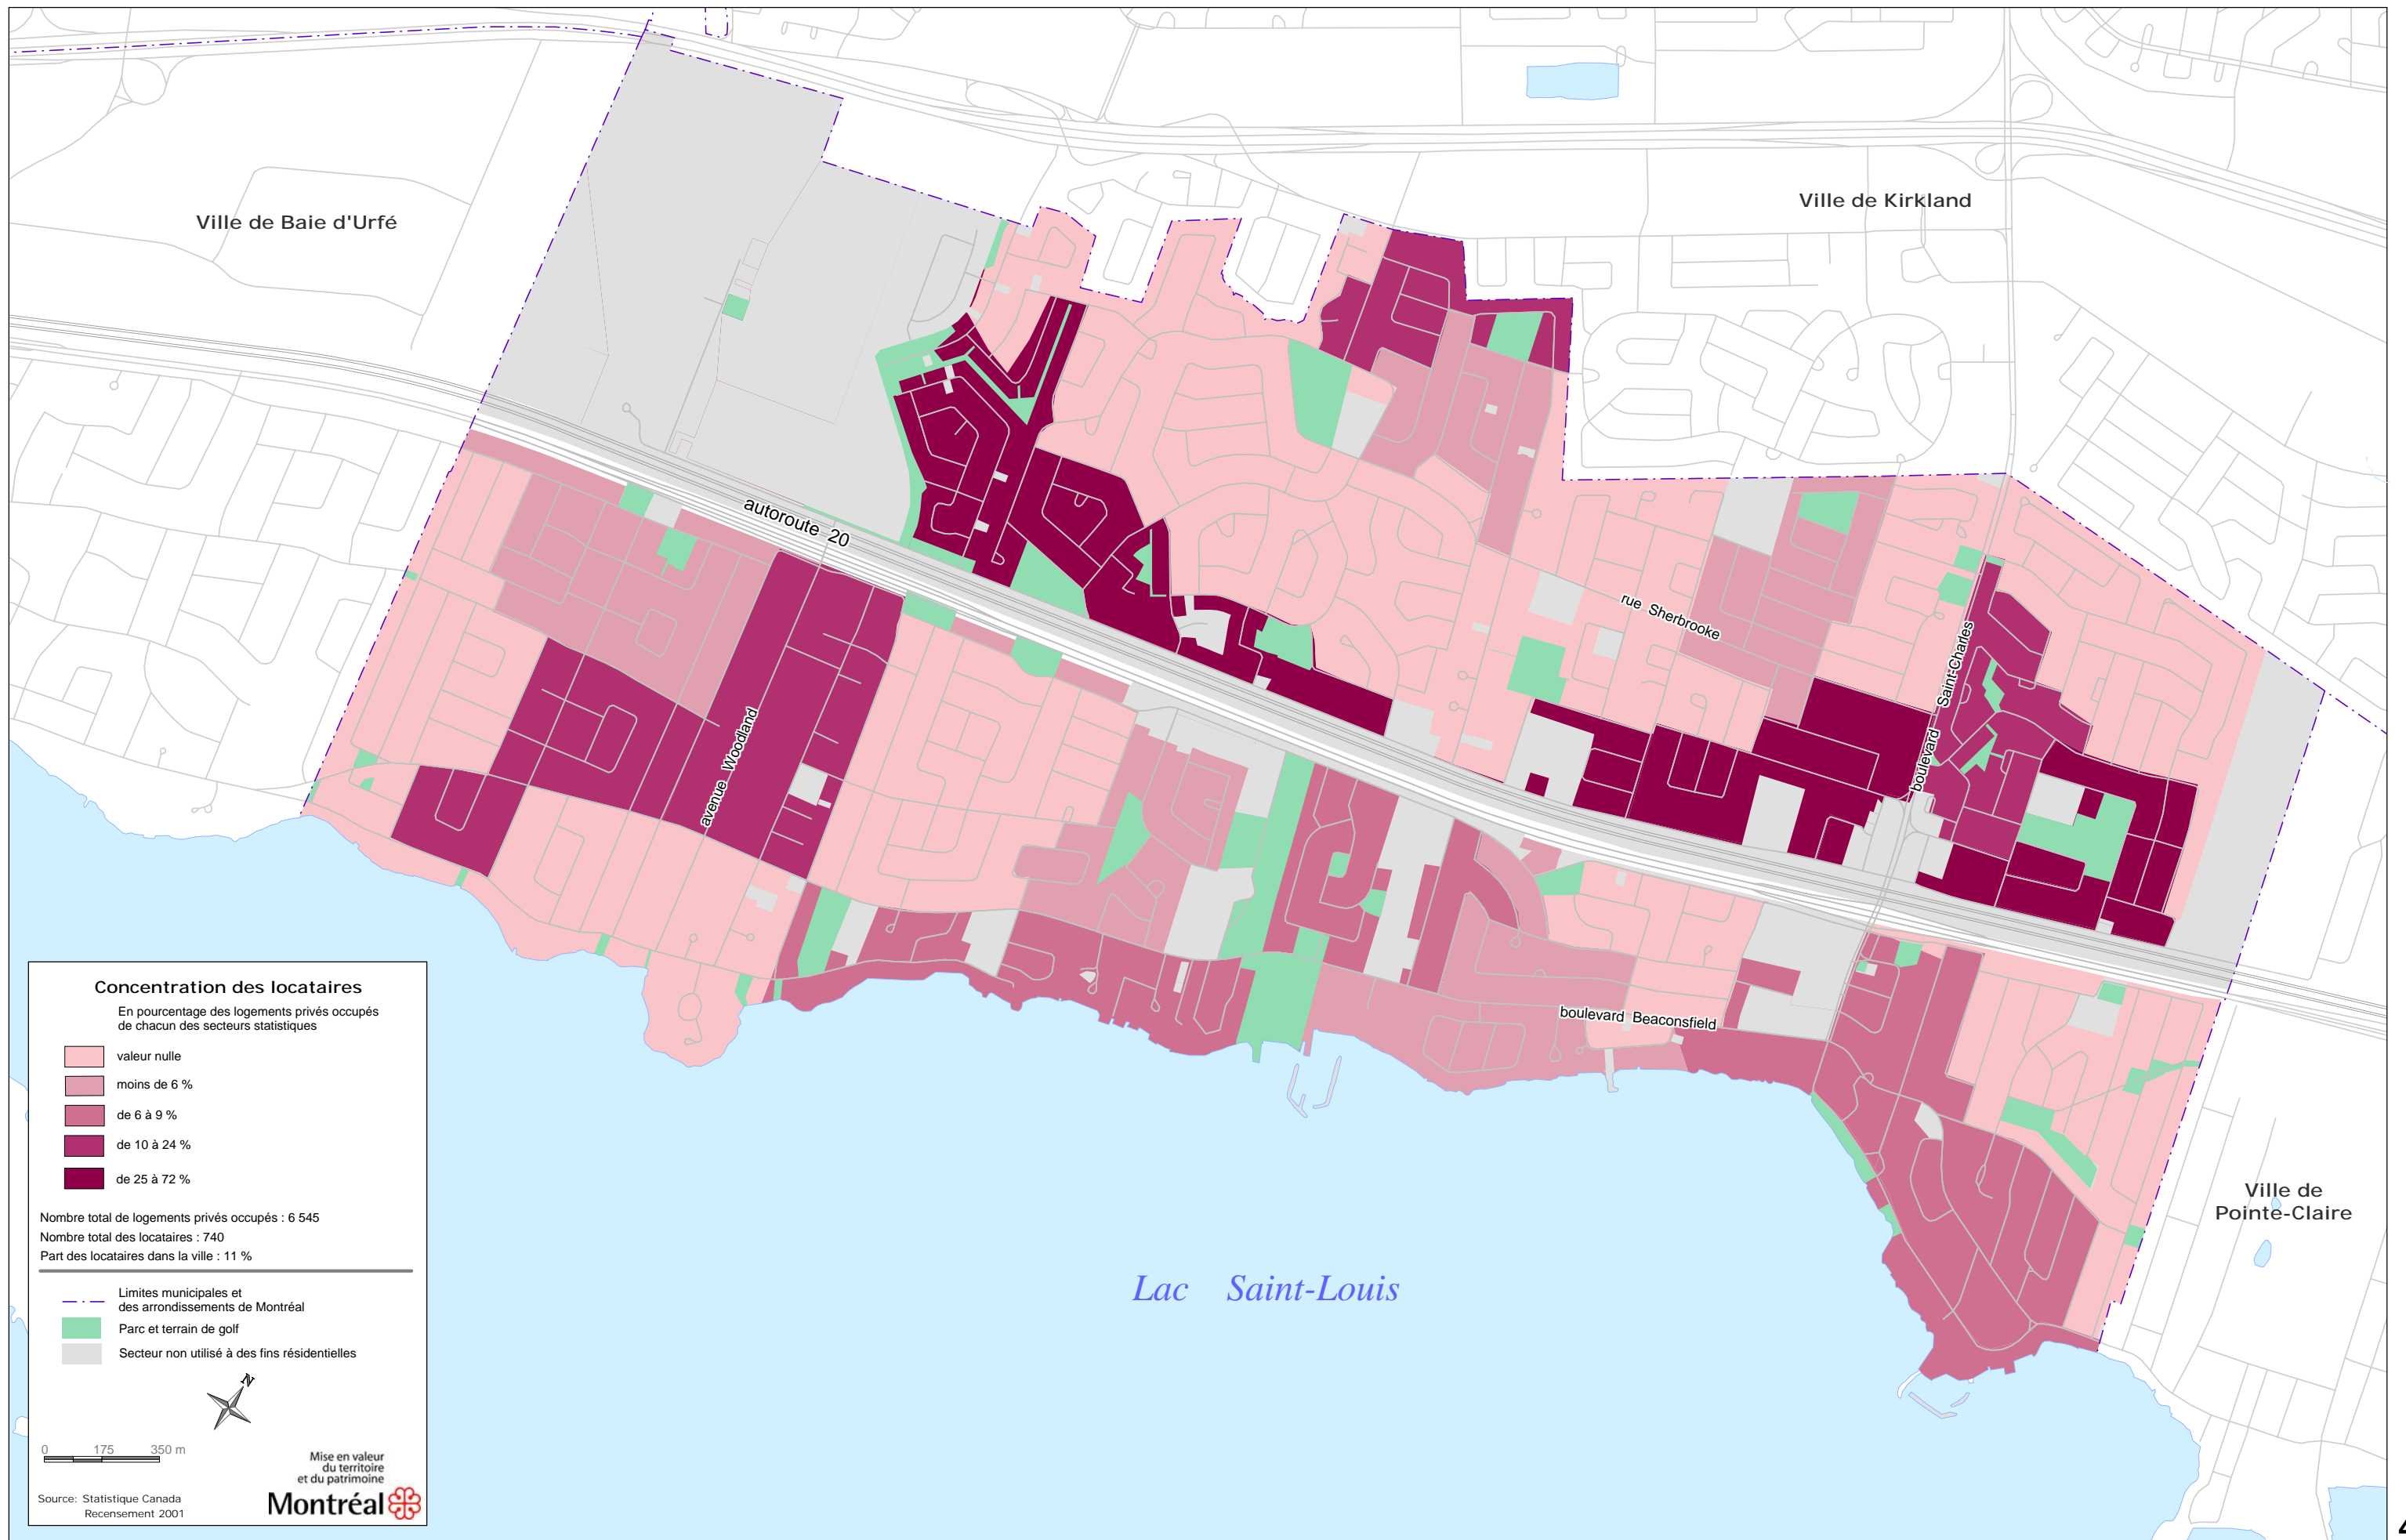 Ville de Baie d'Urfé
Ville de Kirkland
autoroute 20
rue Sherbrooke
boulevard Saint-Charles
avenue Woodland
boulevard Beaconsfield
Ville de
Pointe-Claire
Lac Saint-Louis
Concentration des locataires
En pourcentage des logements privés occupés
de chacun des secteurs statistiques
valeur nulle
moins de 6 %
de 6 à 9 %
de 10 à 24 %
de 25 à 72 %
Nombre total de logements privés occupés : 6 545
Nombre total des locataires : 740
Part des locataires dans la ville : 11 %
Limites municipales et
des arrondissements de Montréal
Parc et terrain de golf
Secteur non utilisé à des fins résidentielles
N
0 175 350 m
Mise en valeur
du territoire
et du patrimoine
Montréal
Source: Statistique Canada
Recensement 2001